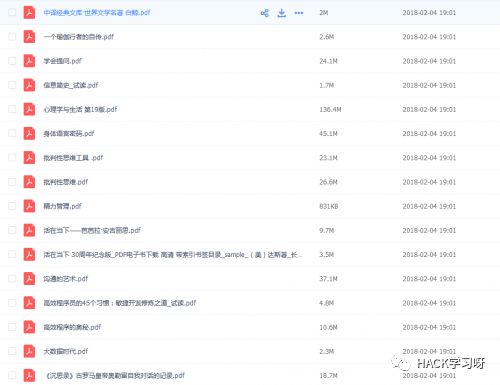 中译经典文库·世界文学名著 白鲸.pdf 2M 2018-02-04 19:01
一个瑜伽行者的自传.pdf 2.6M 2018-02-04 19:01
学会提问.pdf 24.1M 2018-02-04 19:01
信息简史_试读.pdf 1.7M 2018-02-04 19:01
心理学与生活 第19版.pdf 136.4M 2018-02-04 19:01
身体语言密码.pdf 45.1M 2018-02-04 19:01
批判性思维工具 .pdf 23.1M 2018-02-04 19:01
批判性思维.pdf 26.6M 2018-02-04 19:01
精力管理.pdf 831KB 2018-02-04 19:01
活在当下——芭芭拉·安吉丽思.pdf 9.7M 2018-02-04 19:01
活在当下 30周年纪念版_PDF电子书下载 高清 带索引书签目录_sample_（美）达斯著_长... 3.5M 2018-02-04 19:01
沟通的艺术.pdf 37.1M 2018-02-04 19:01
高效程序员的45个习惯：敏捷开发修炼之道_试读.pdf 4.8M 2018-02-04 19:01
高效程序的奥秘.pdf 10.6M 2018-02-04 19:01
大数据时代.pdf 2.3M 2018-02-04 19:01
《沉思录》古罗马皇帝奥勒留自我对话的记录.pdf 18.7M 2018-02-04 19:01
HACK学习呀